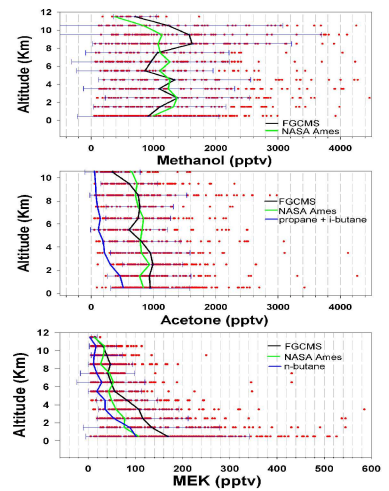 12
10
8
6
4
2
0
Altitude (Km)
FGCMS
NASA Ames
0 1000 2000 3000 4000
Methanol (pptv)
10
8
6
4
2
0
Altitude (Km)
FGCMS
NASA Ames
propane + i-butane
0 1000 2000 3000 4000
Acetone (pptv)
12
10
8
6
4
2
0
Altitude (Km)
FGCMS
NASA Ames
n-butane
0 100 200 300 400 500 600
MEK (pptv)